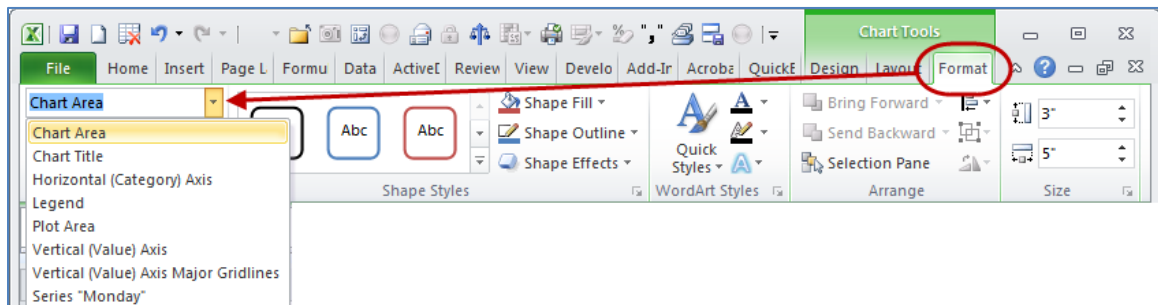 Chart Tools
File Home Insert Page L Formu Data ActiveE Review View Develo Add-Ir Acroba QuickE Design Layout Format
Chart Area
Chart Area
Chart Title
Horizontal (Category) Axis
Legend
Plot Area
Vertical (Value) Axis
Vertical (Value) Axis Major Gridlines
Series "Monday"
Abc Abc
Shape Fill
Shape Outline
Shape Effects
Shape Styles
Quick
Styles
WordArt Styles
Bring Forward
Send Backward
Selection Pane
Arrange
3"
5"
Size